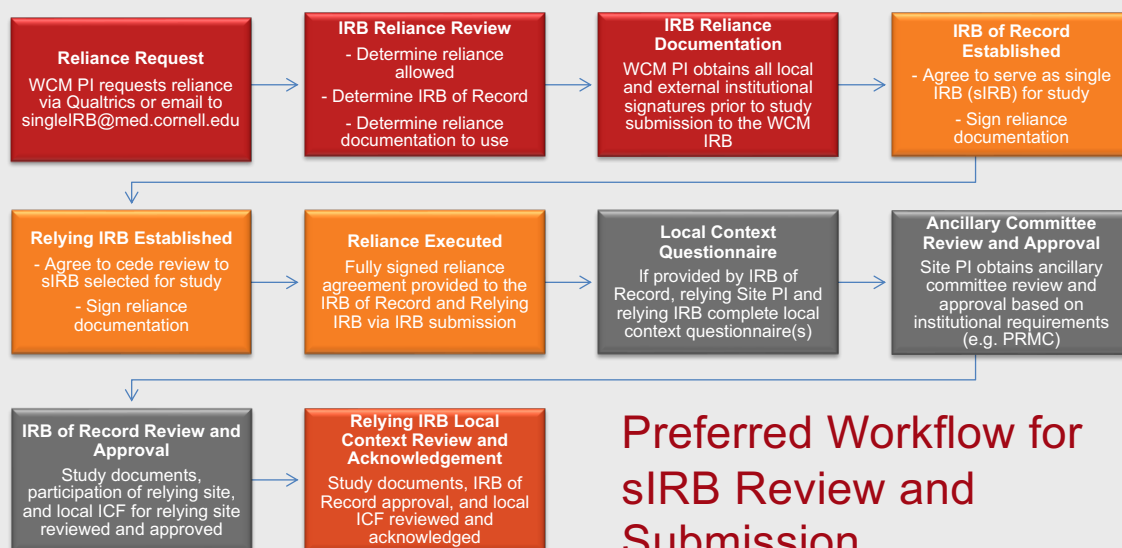 Reliance Request
WCM PI requests reliance
via Qualtrics or email to
singleIRB@med.cornell.edu
IRB Reliance Review
- Determine reliance
allowed
- Determine IRB of Record
- Determine reliance
documentation to use
IRB Reliance
Documentation
WCM PI obtains all local
and external institutional
signatures prior to study
submission to the WCM
IRB
IRB of Record
Established
- Agree to serve as single
IRB (sIRB) for study
- Sign reliance
documentation
Relying IRB Established
- Agree to cede review to
sIRB selected for study
- Sign reliance
documentation
Reliance Executed
Fully signed reliance
agreement provided to the
IRB of Record and Relying
IRB via IRB submission
Local Context
Questionnaire
If provided by IRB of
Record, relying Site PI and
relying IRB complete local
context questionnaire(s)
Ancillary Committee
Review and Approval
Site PI obtains ancillary
committee review and
approval based on
institutional requirements
(e.g. PRMC)
IRB of Record Review and
Approval
Study documents,
participation of relying site,
and local ICF for relying site
reviewed and approved
Relying IRB Local
Context Review and
Acknowledgement
Study documents, IRB of
Record approval, and local
ICF reviewed and
acknowledged
Preferred Workflow for
sIRB Review and
Submission